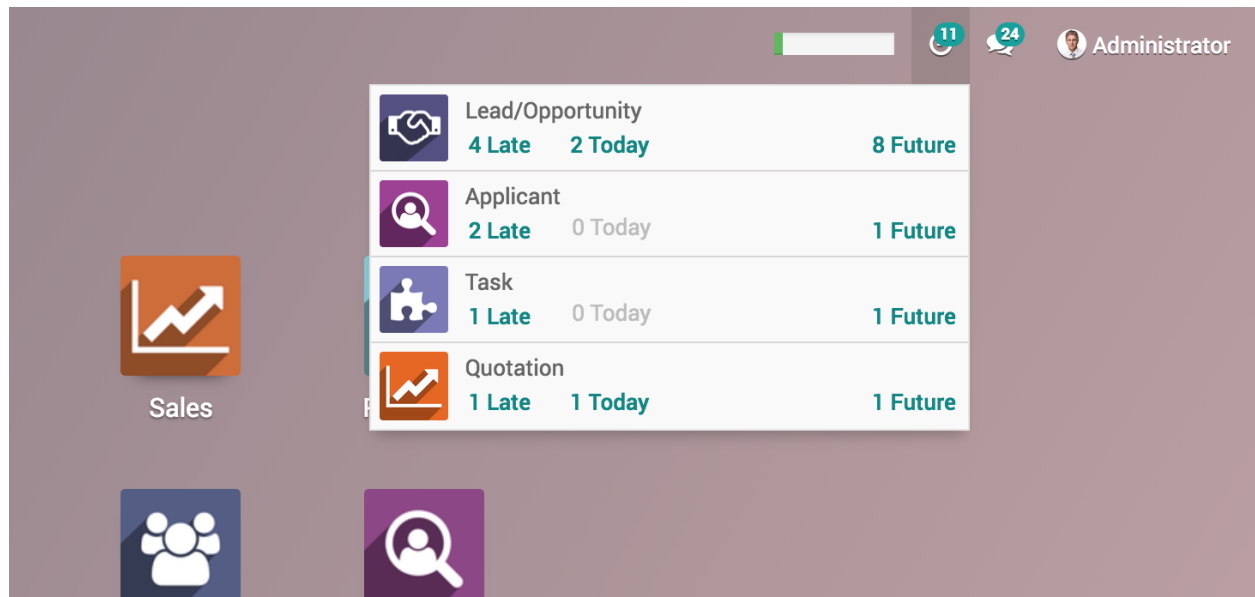 11
24
Administrator
Lead/Opportunity
4 Late 2 Today 8 Future
Applicant
2 Late 0 Today 1 Future
Task
1 Late 0 Today 1 Future
Quotation
1 Late 1 Today 1 Future
Sales